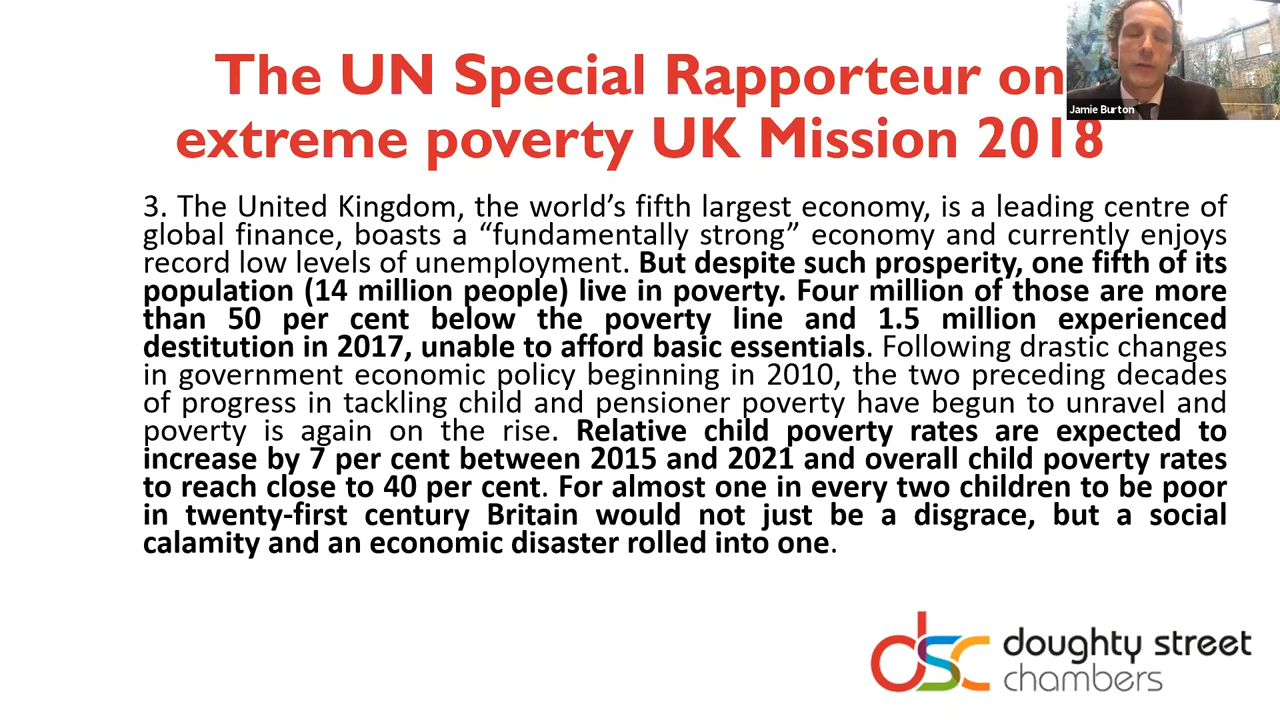 The UN Special Rapporteur on
extreme poverty UK Mission 2018
Jamie Burton
3. The United Kingdom, the world’s fifth largest economy, is a leading centre of
global finance, boasts a “fundamentally strong” economy and currently enjoys
record low levels of unemployment. But despite such prosperity, one fifth of its
population (14 million people) live in poverty. Four million of those are more
than 50 per cent below the poverty line and 1.5 million experienced
destitution in 2017, unable to afford basic essentials. Following drastic changes
in government economic policy beginning in 2010, the two preceding decades
of progress in tackling child and pensioner poverty have begun to unravel and
poverty is again on the rise. Relative child poverty rates are expected to
increase by 7 per cent between 2015 and 2021 and overall child poverty rates
to reach close to 40 per cent. For almost one in every two children to be poor
in twenty-first century Britain would not just be a disgrace, but a social
calamity and an economic disaster rolled into one.
dsc doughty street
chambers